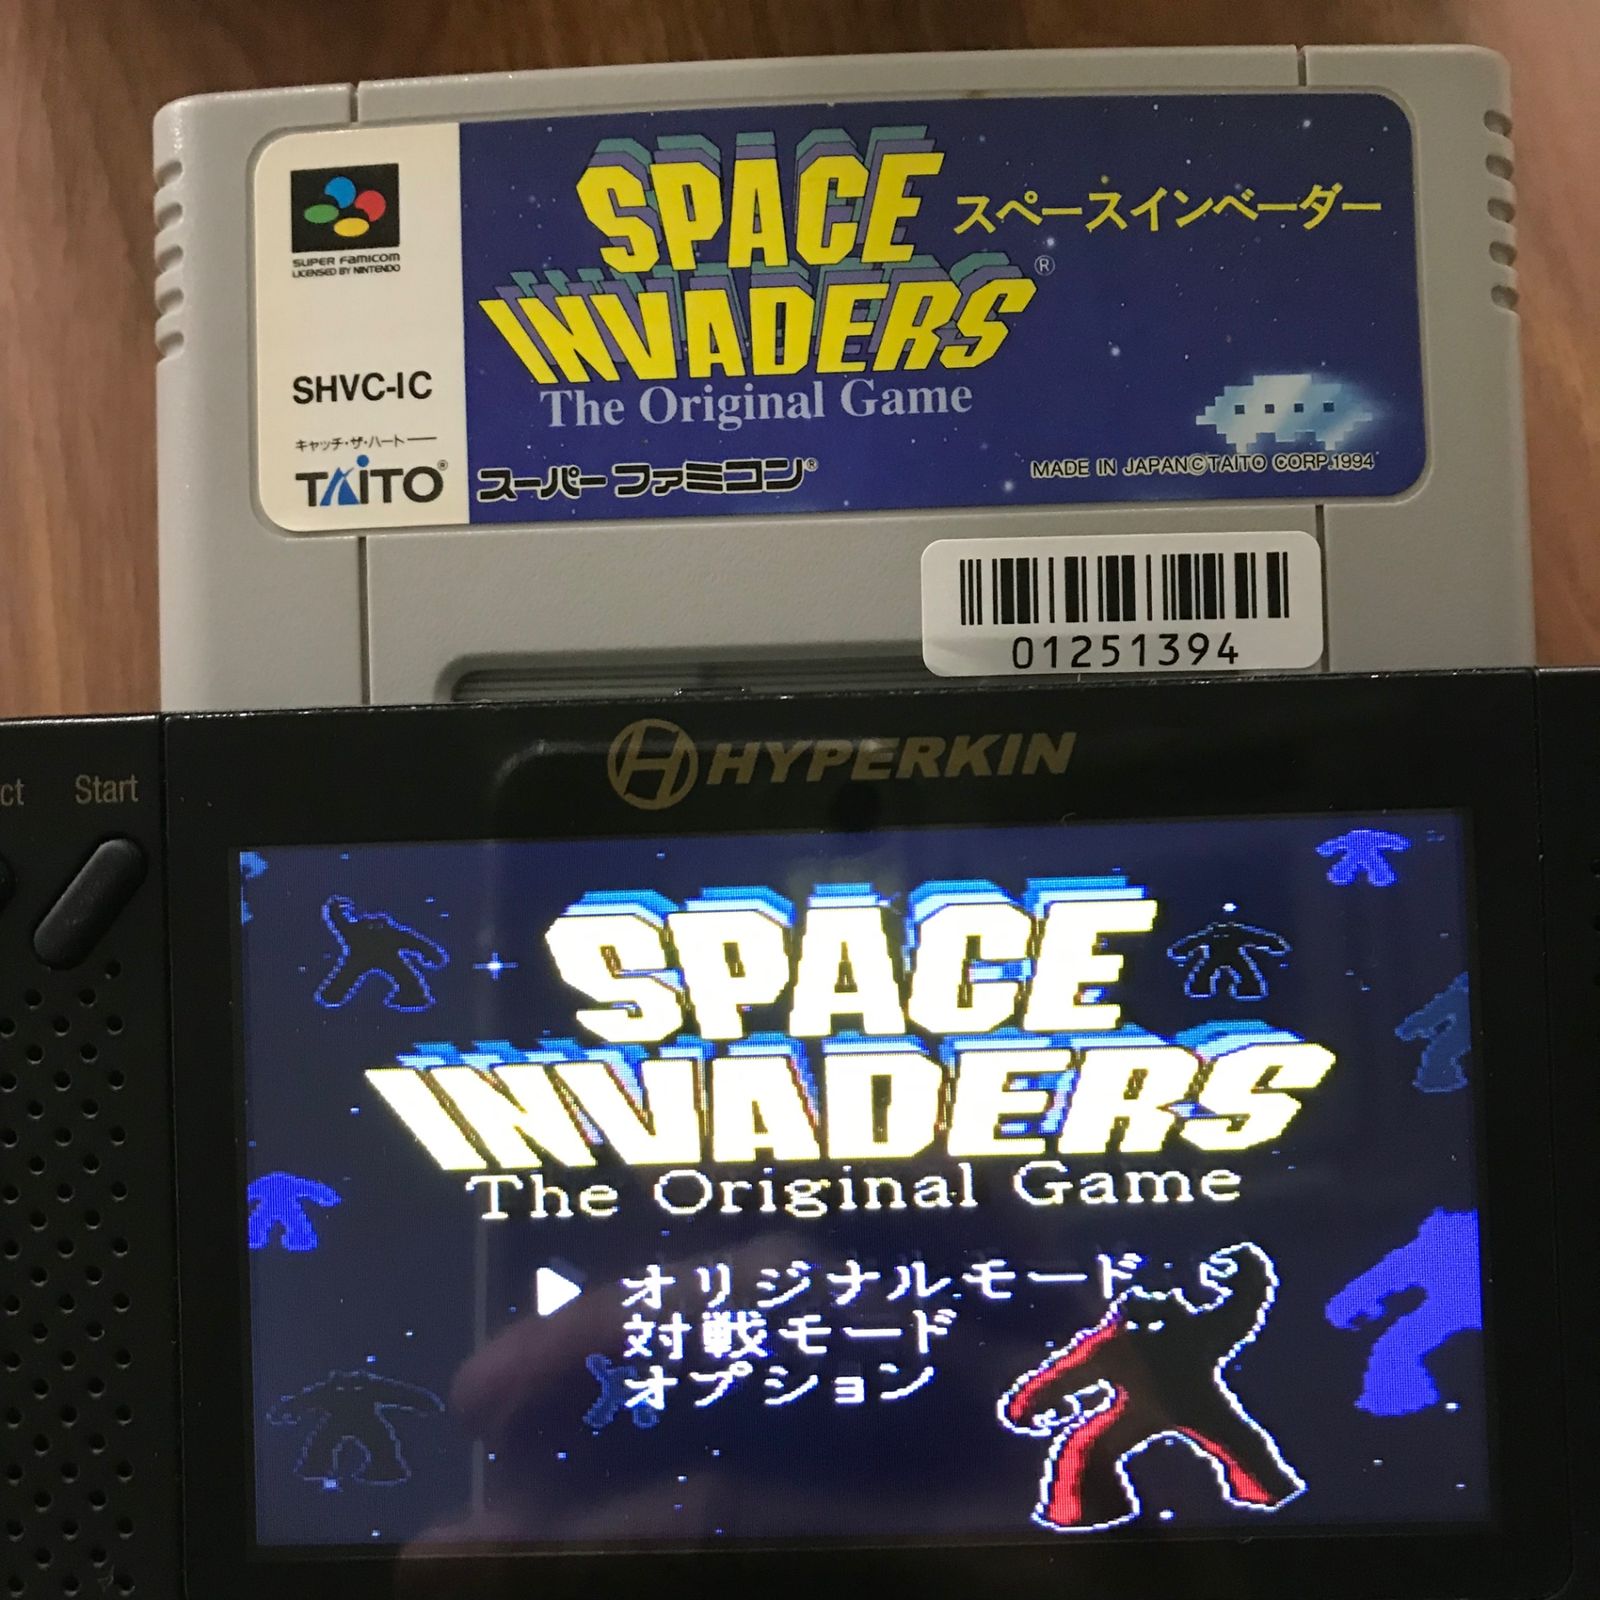 SPACE
スペースインベーダー
INVADERS®
The Original Game
SUPER FAMICOM
LICENSED BY NINTENDO
SHVC-IC
キャッチ・ザ・ハート
TAITO®
スーパーファミコン®
MADE IN JAPAN©TAITO CORP.1994
01251394
HYPERKIN
ct
Start
SPACE
INVADERS
The Original Game
オリジナルモード
対戦モード
オプション